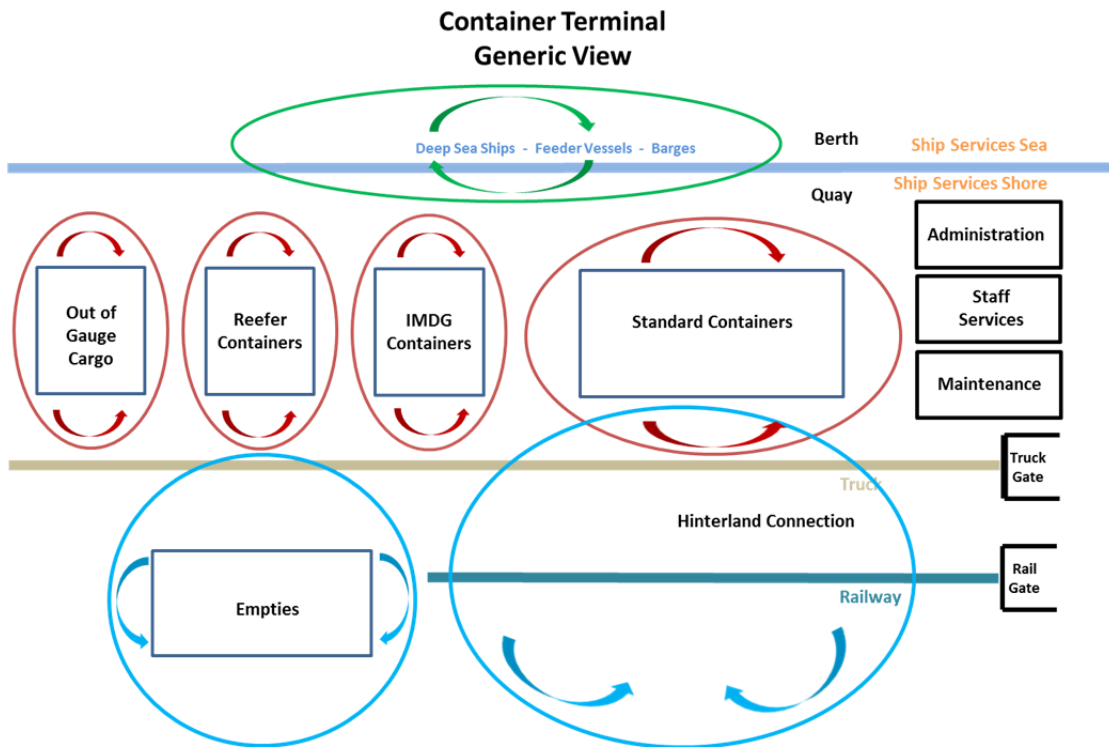 Container Terminal
Generic View
Berth
Ship Services Sea
Deep Sea Ships - Feeder Vessels - Barges
Ship Services Shore
Quay
Administration
Out of
Gauge
Cargo
Reefer
Containers
IMDG
Containers
Standard Containers
Staff
Services
Maintenance
Truck
Gate
Truck
Hinterland Connection
Rail
Gate
Railway
Empties